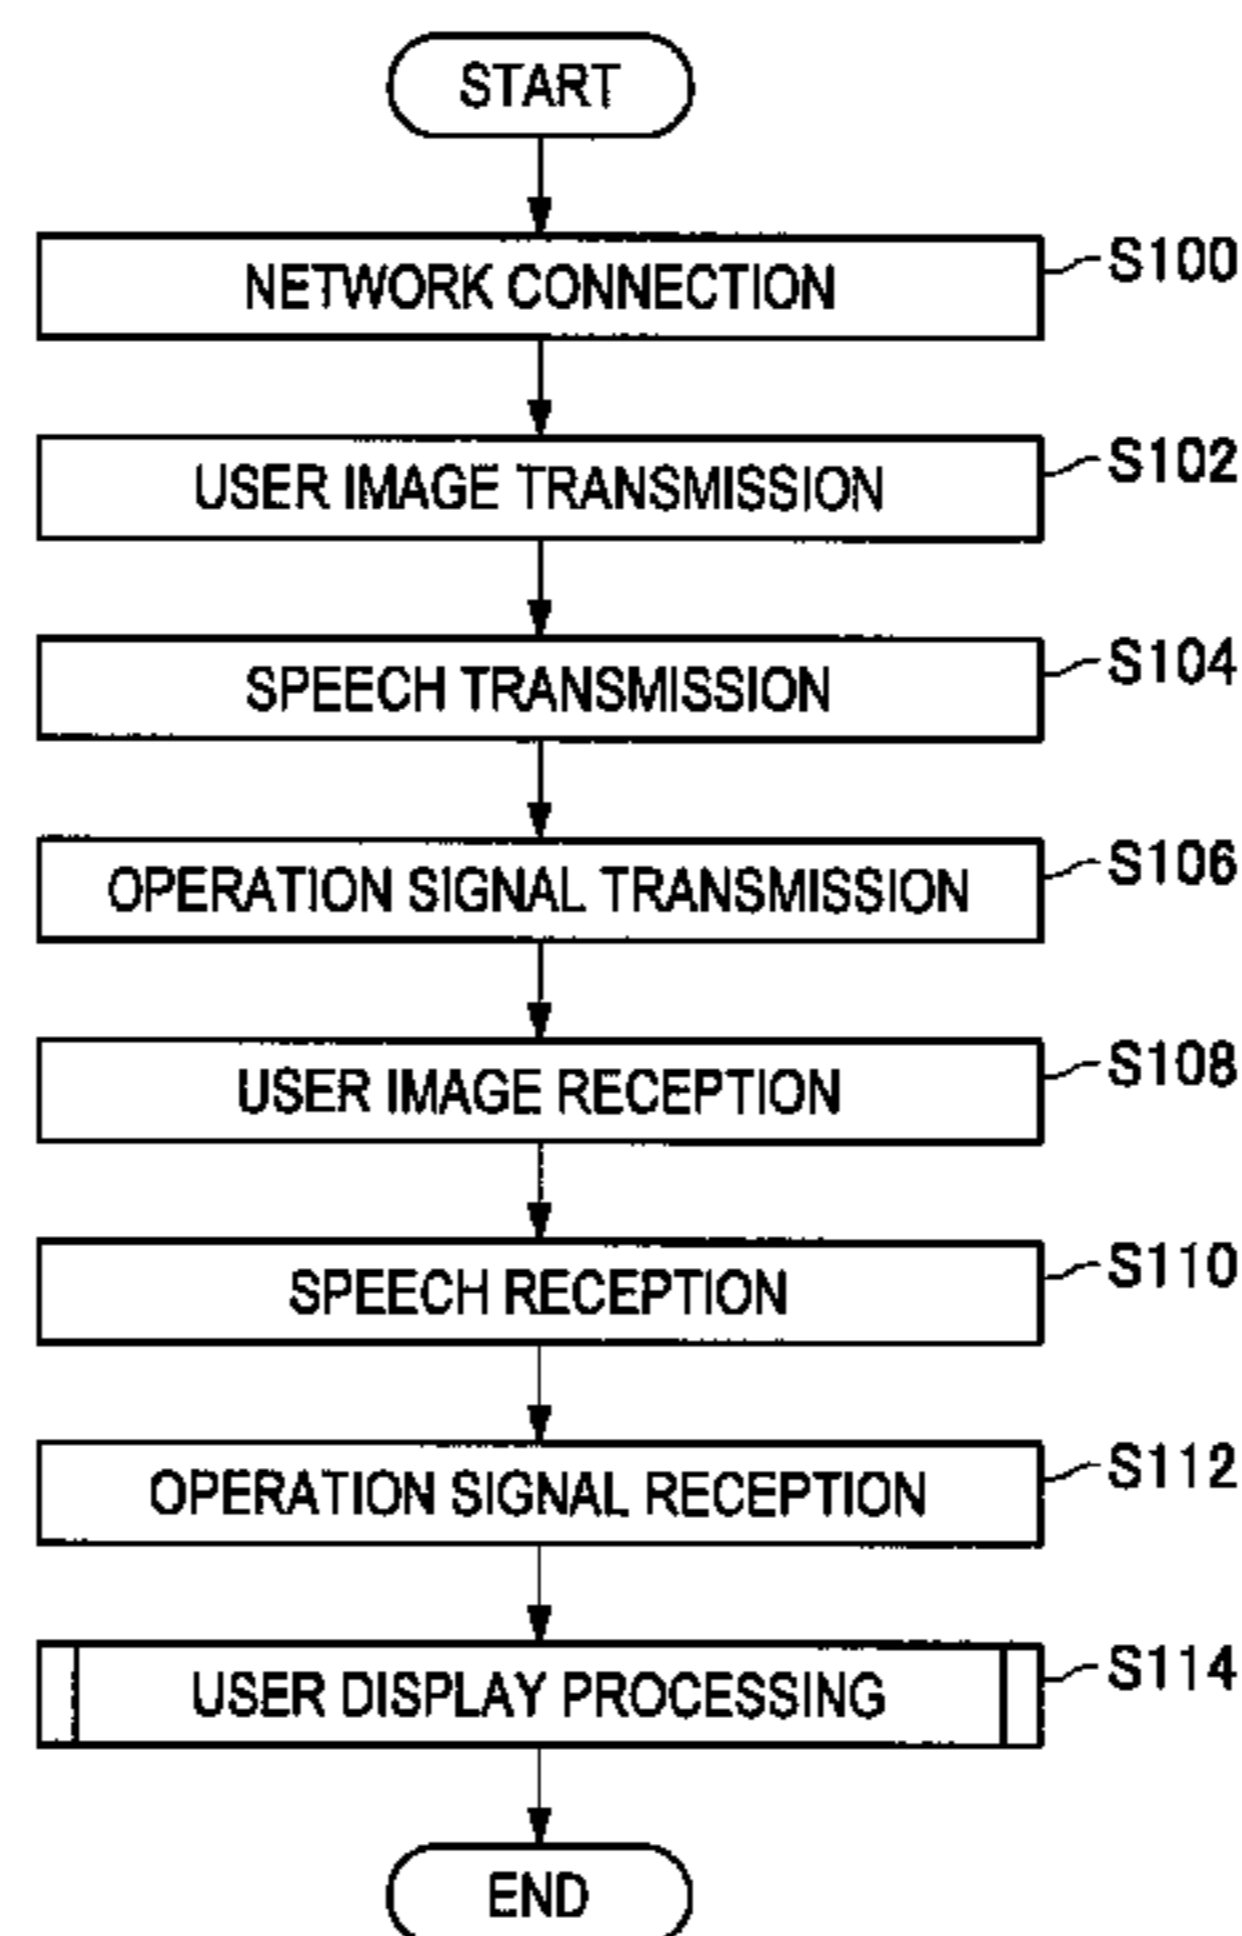 START
NETWORK CONNECTION S100
USER IMAGE TRANSMISSION S102
SPEECH TRANSMISSION S104
OPERATION SIGNAL TRANSMISSION S106
USER IMAGE RECEPTION S108
SPEECH RECEPTION S110
OPERATION SIGNAL RECEPTION S112
USER DISPLAY PROCESSING S114
END